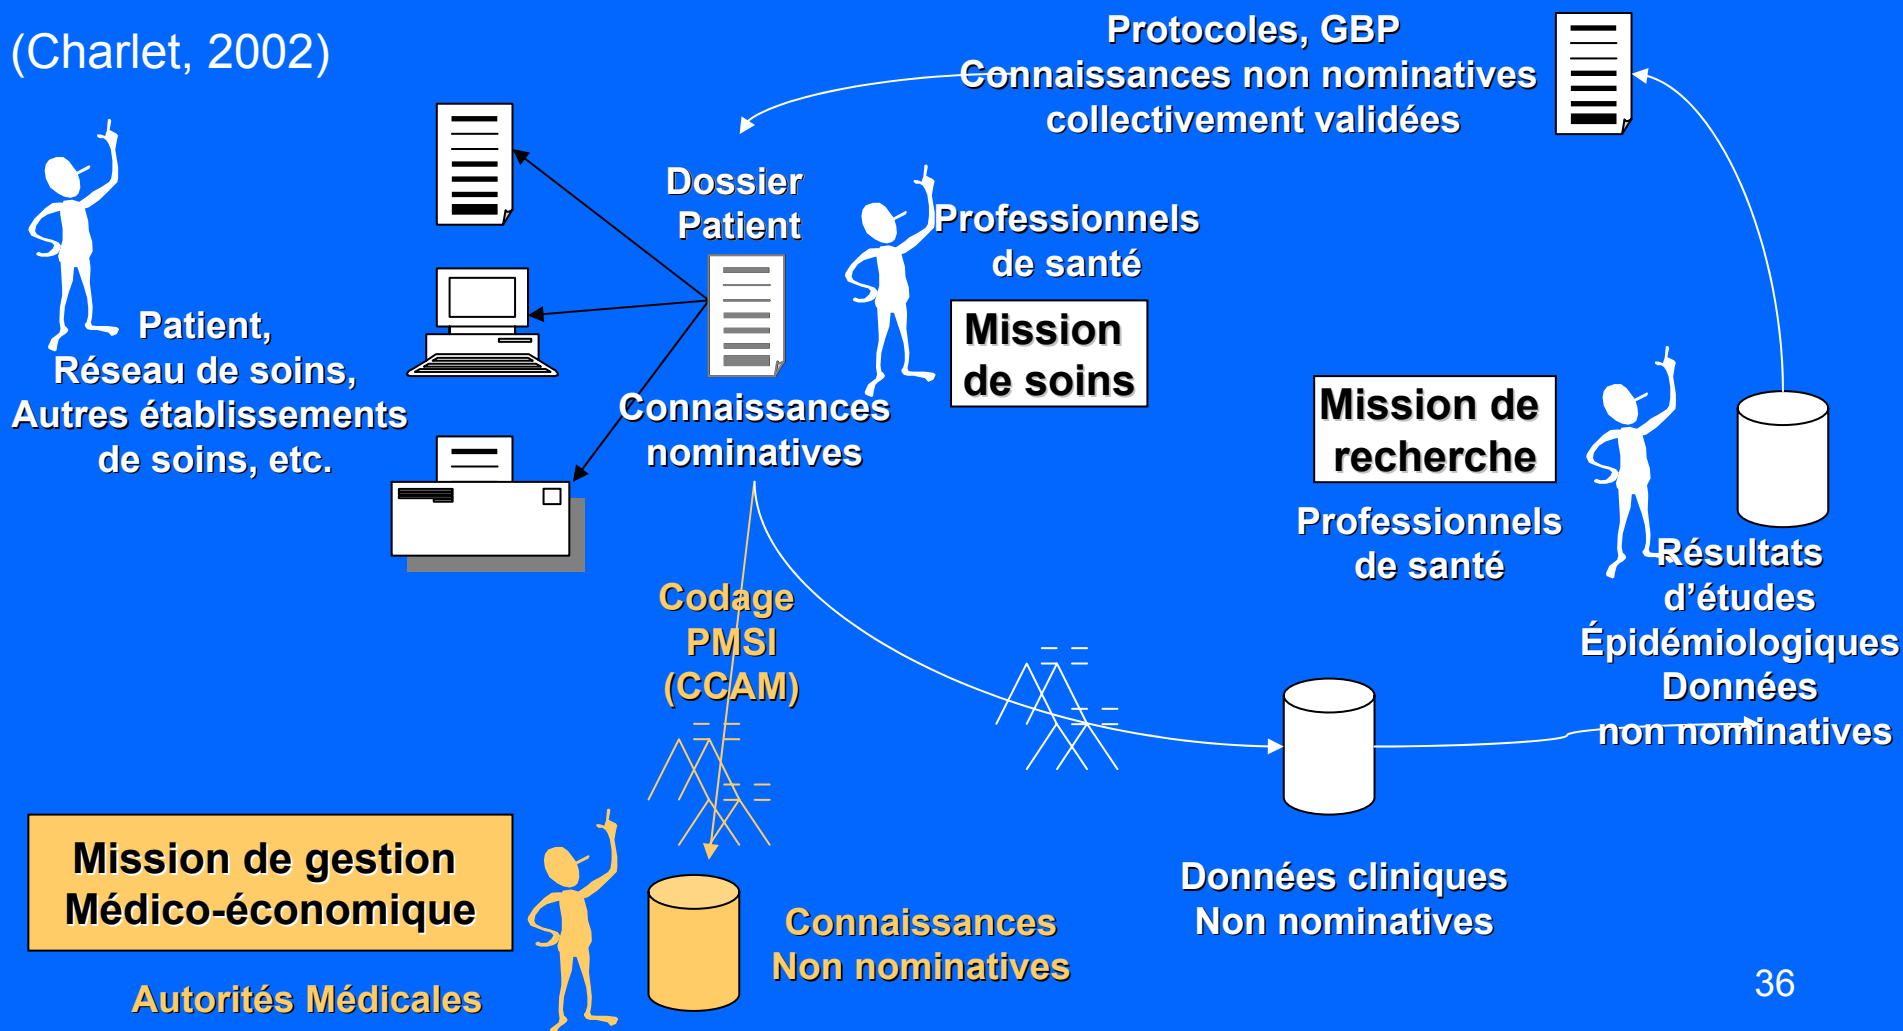 (Charlet, 2002)
Protocoles, GBP
Connaissances non nominatives
collectivement validées
Dossier
Patient
Professionnels
de santé
Mission
de soins
Patient,
Réseau de soins,
Autres établissements
de soins, etc.
Connaissances
nominatives
Mission de
recherche
Professionnels
de santé
Résultats
d’études
Épidémiologiques
Données
non nominatives
Codage
PMSI
(CCAM)
Données cliniques
Non nominatives
Mission de gestion
Médico-économique
Autorités Médicales
Connaissances
Non nominatives
36